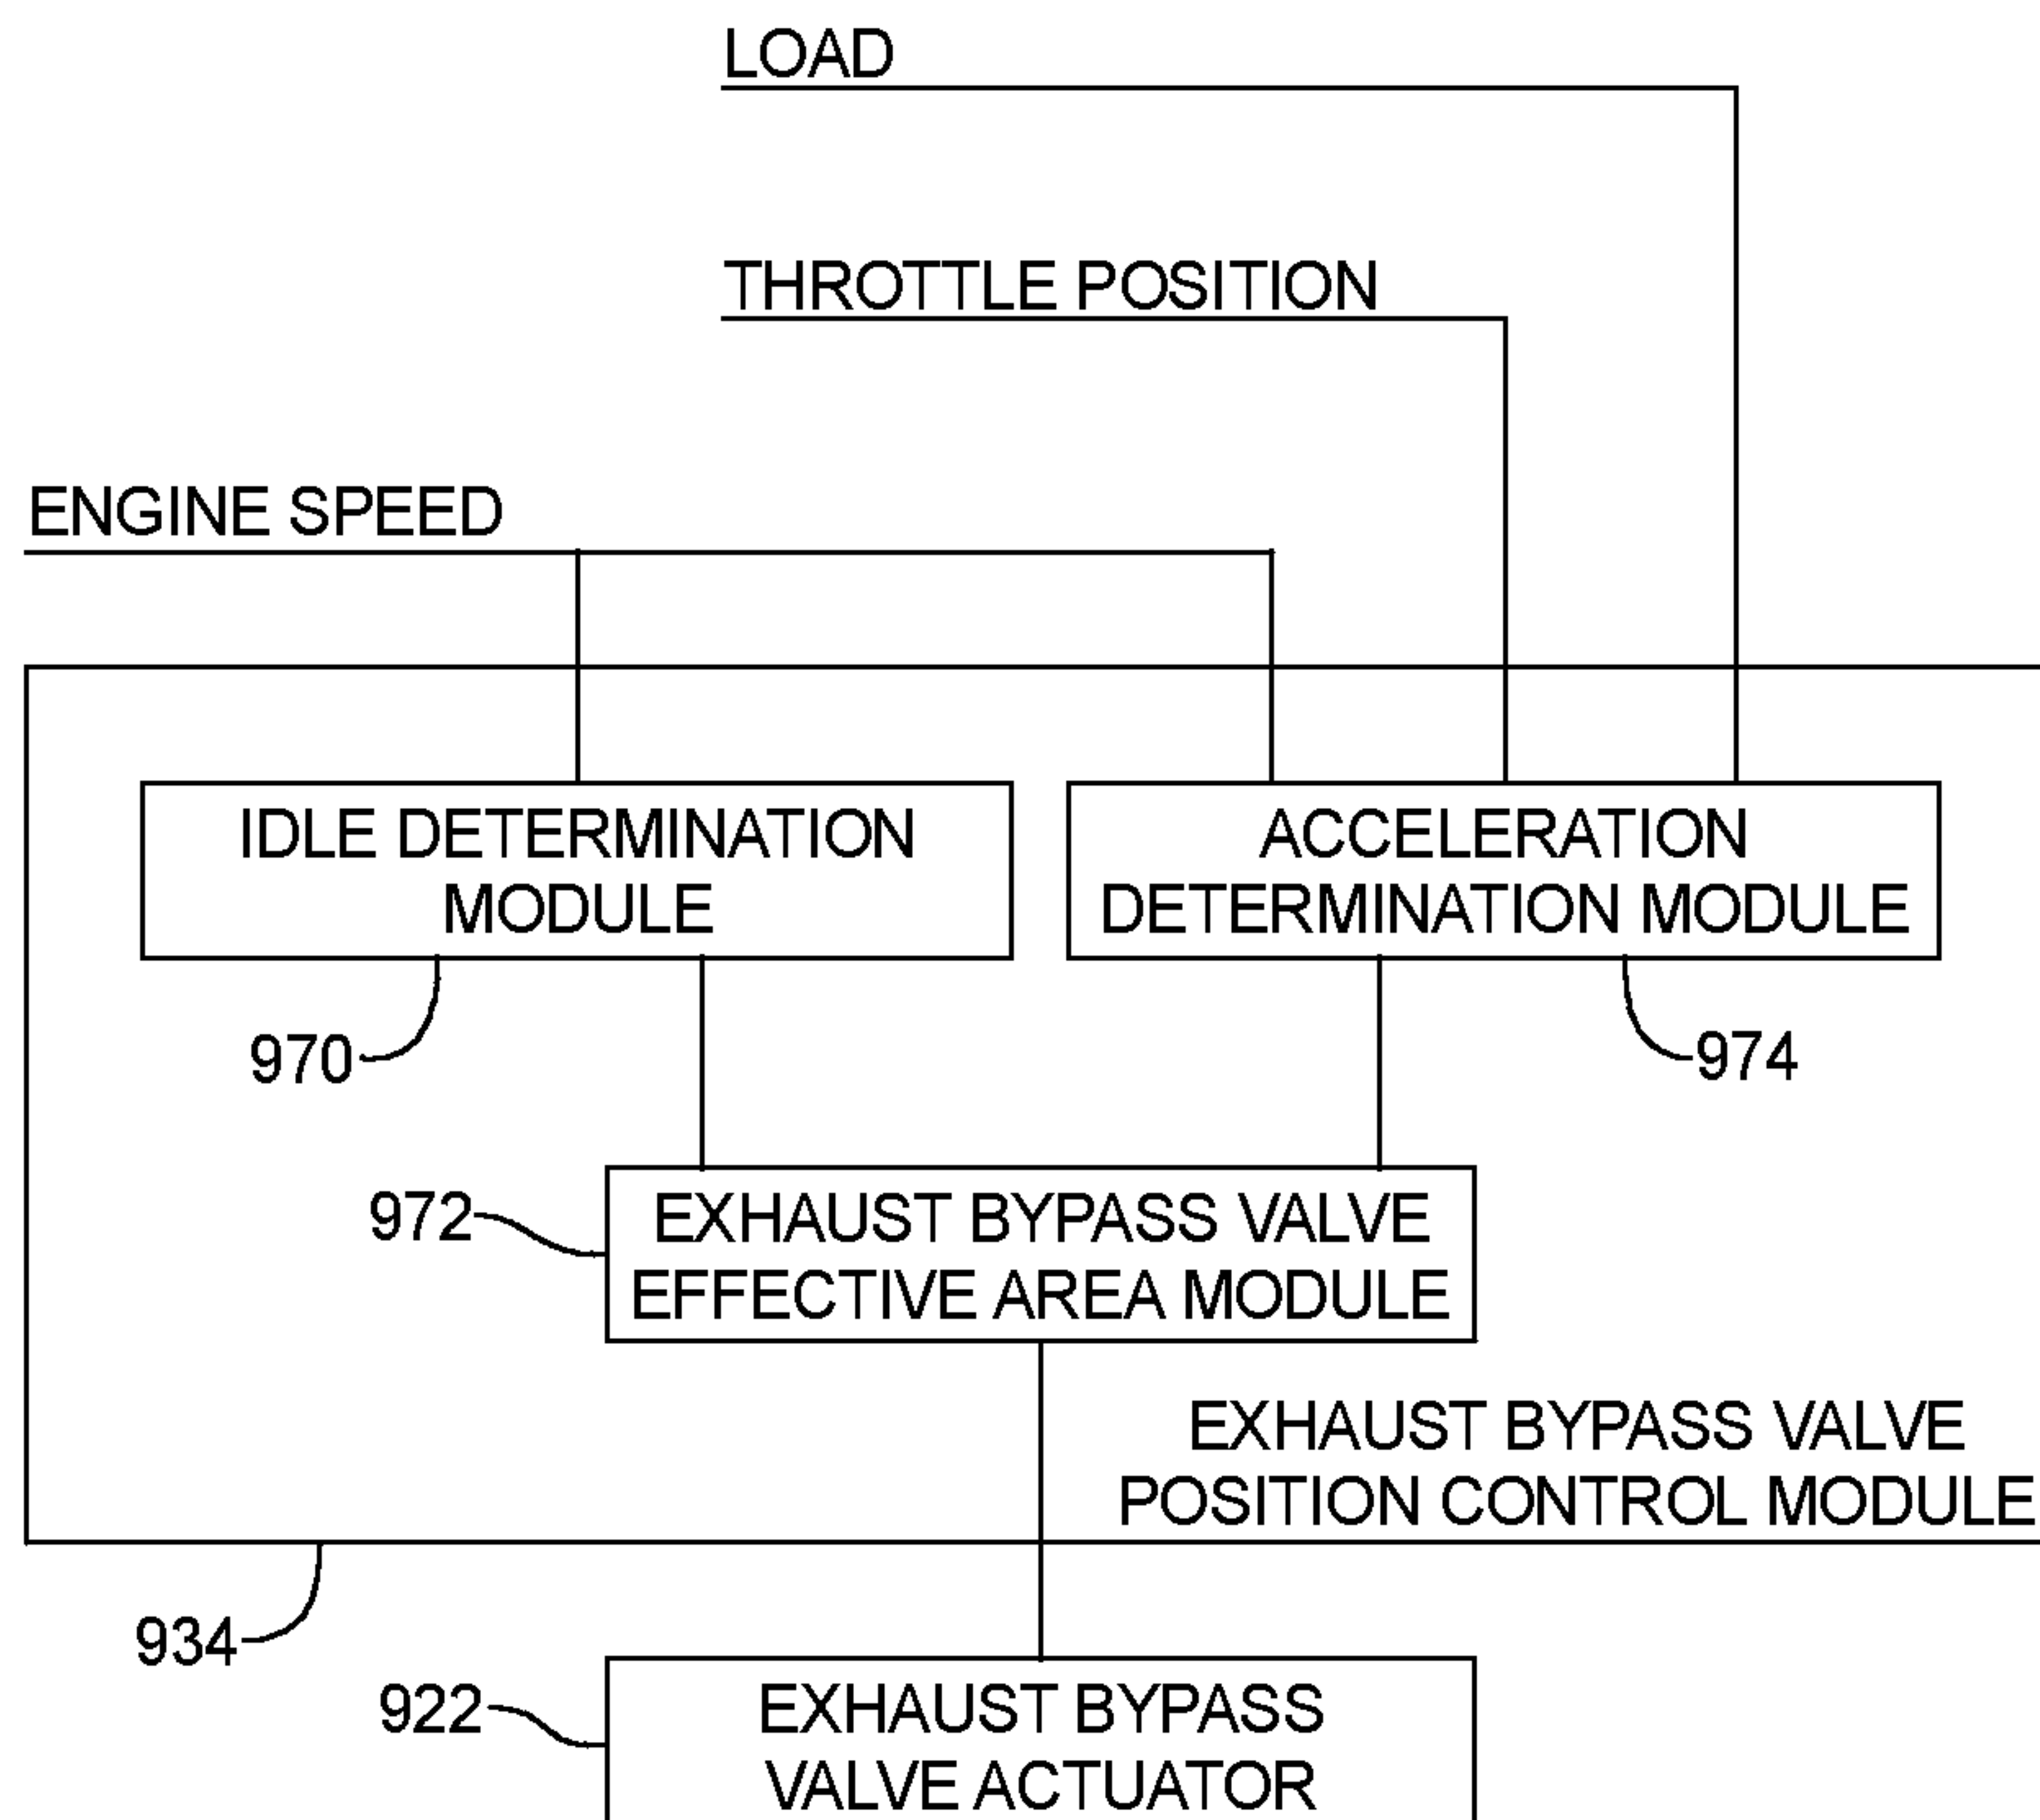 LOAD
THROTTLE POSITION
ENGINE SPEED
IDLE DETERMINATION
MODULE
ACCELERATION
DETERMINATION MODULE
970
974
972
EXHAUST BYPASS VALVE
EFFECTIVE AREA MODULE
EXHAUST BYPASS VALVE
POSITION CONTROL MODULE
934
922
EXHAUST BYPASS
VALVE ACTUATOR